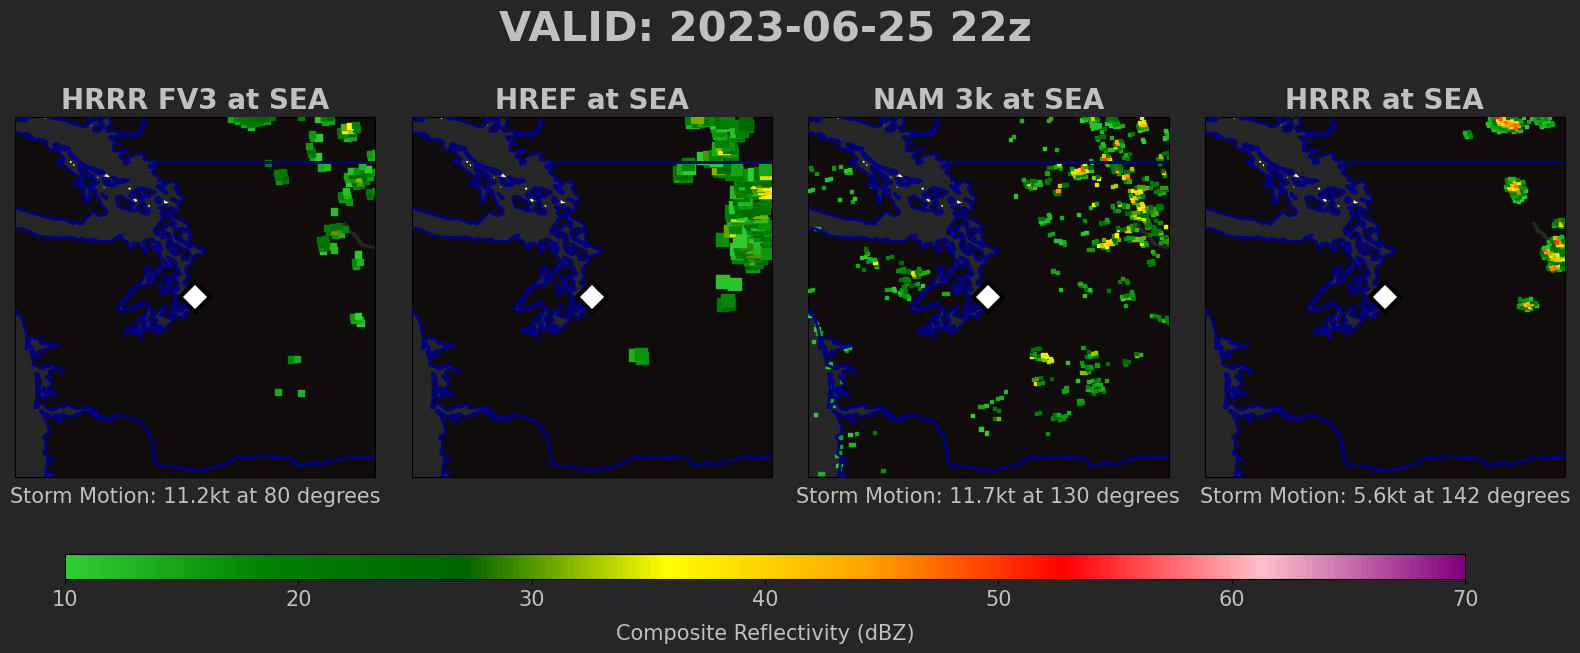 VALID: 2023-06-25 22z
HRRR FV3 at SEA
HREF at SEA
NAM 3k at SEA
HRRR at SEA
Storm Motion: 11.2kt at 80 degrees
Storm Motion: 11.7kt at 130 degrees
Storm Motion: 5.6kt at 142 degrees
10 20 30 40 50 60 70
Composite Reflectivity (dBZ)